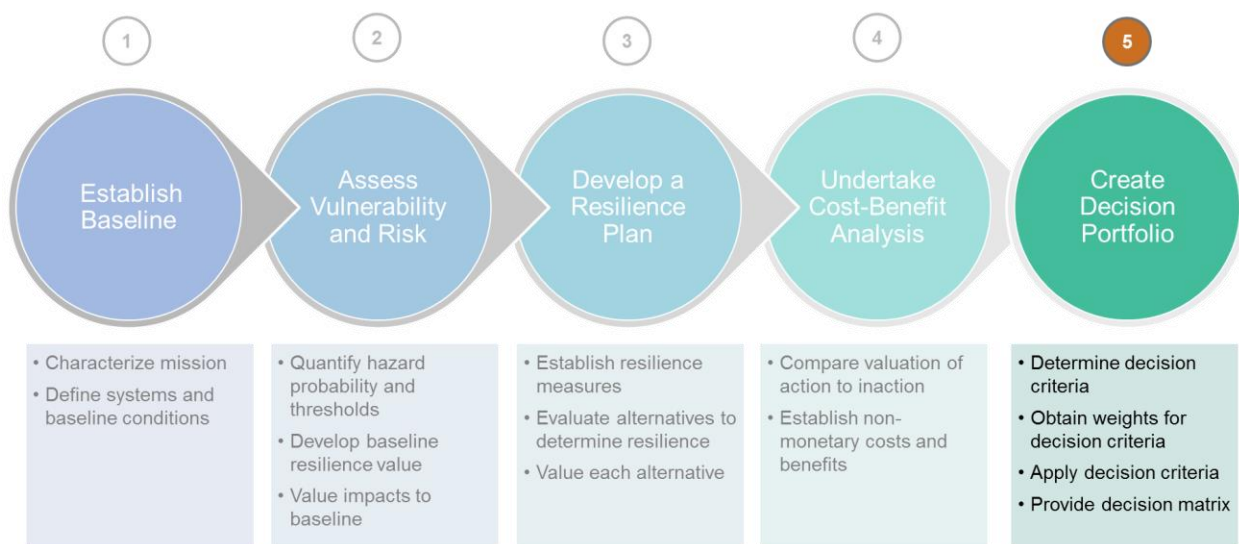 1
2
3
4
5
Establish
Baseline
Assess
Vulnerability
and Risk
Develop a
Resilience
Plan
Undertake
Cost-Benefit
Analysis
Create
Decision
Portfolio
• Characterize mission
• Define systems and
baseline conditions
• Quantify hazard
probability and
thresholds
• Develop baseline
resilience value
• Value impacts to
baseline
• Establish resilience
measures
• Evaluate alternatives to
determine resilience
• Value each alternative
• Compare valuation of
action to inaction
• Establish non-
monetary costs and
benefits
• Determine decision
criteria
• Obtain weights for
decision criteria
• Apply decision criteria
• Provide decision matrix